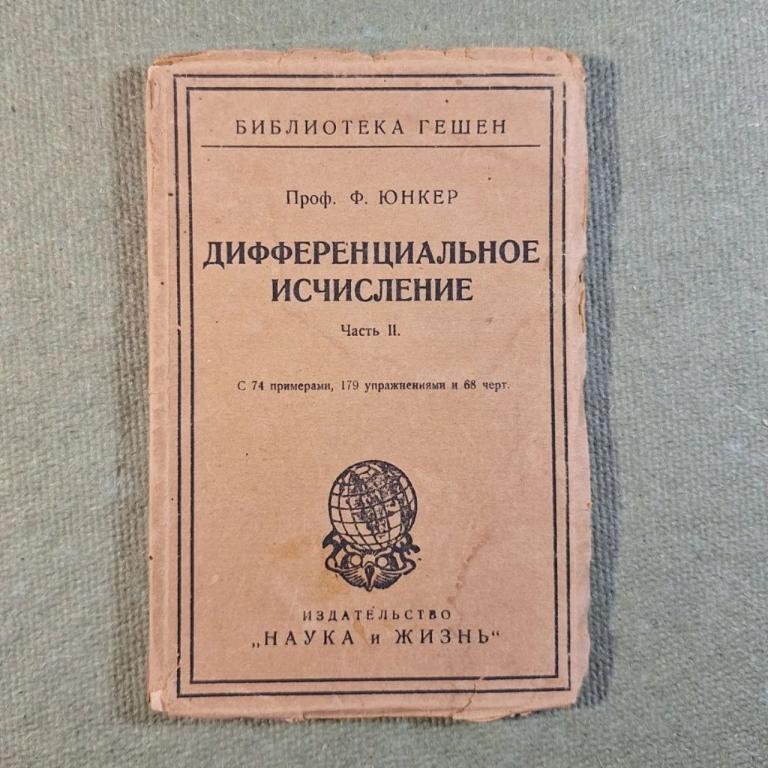 БИБЛИОТЕКА ГЕШЕН
Проф. Ф. ЮНКЕР
ДИФФЕРЕНЦИАЛЬНОЕ
ИСЧИСЛЕНИЕ
Часть II.
С 74 примерами, 179 упражнениями и 68 черт.
ИЗДАТЕЛЬСТВО
„НАУКА и ЖИЗНЬ“